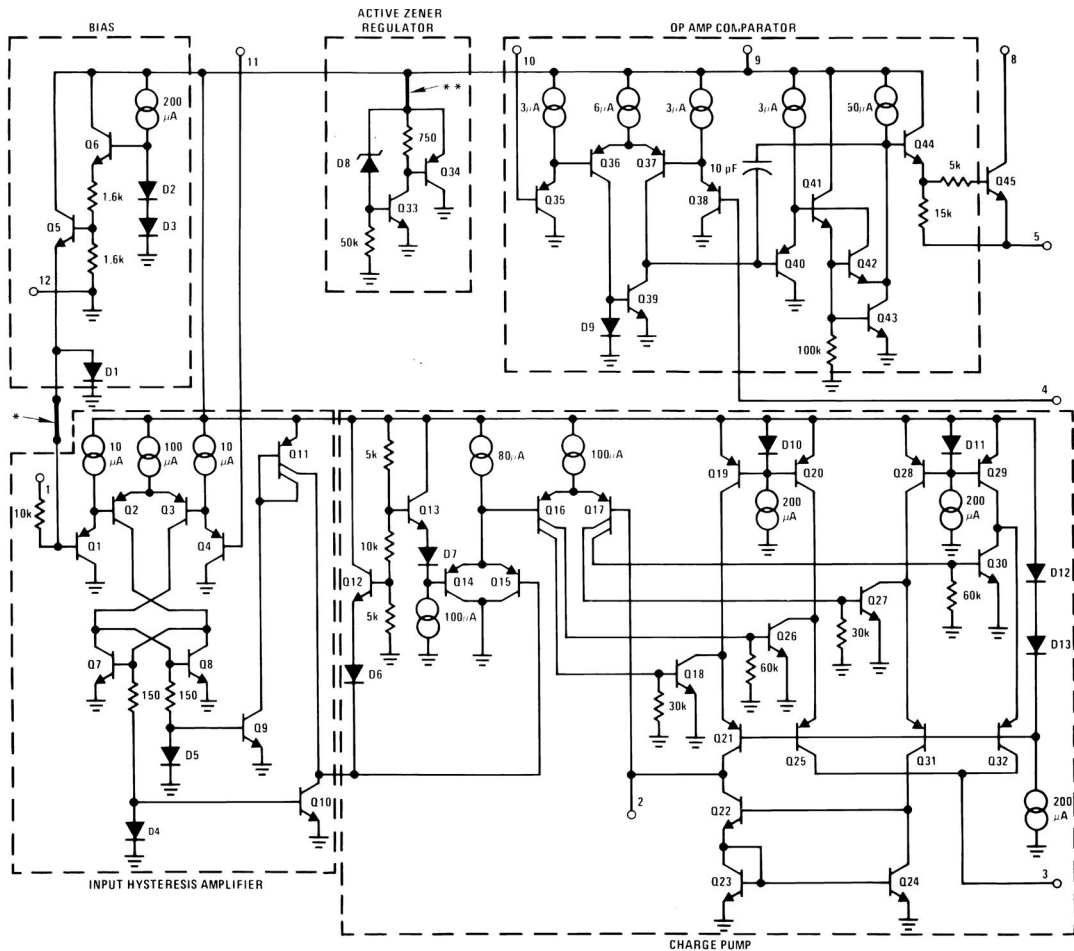 BIAS
ACTIVE ZENER
REGULATOR
OP AMP COMPARATOR
11
10
9
8
**
200
μA
3μA
6μA
3μA
3μA
50μA
Q6
750
Q44
D8
Q34
Q36
Q37
10 pF
5k
Q45
1.6k
D2
Q35
Q38
Q41
Q5
D3
Q33
15k
5
1.6k
50k
Q40
Q42
12
Q39
Q43
D9
100k
D1
*
4
10
μA
100
μA
10
μA
Q11
5k
80μA
100μA
D10
D11
Q19
Q20
Q28
Q29
1
200
μA
200
μA
10k
Q2
Q3
Q13
Q16
Q17
Q1
Q4
10k
D7
Q30
Q12
Q14
Q15
D12
5k
100μA
Q27
60k
Q7
Q8
Q26
30k
D13
D6
Q18
60k
150
150
Q9
30k
D5
Q21
Q25
Q31
Q32
Q10
2
200
μA
D4
Q22
Q23
Q24
3
INPUT HYSTERESIS AMPLIFIER
CHARGE PUMP